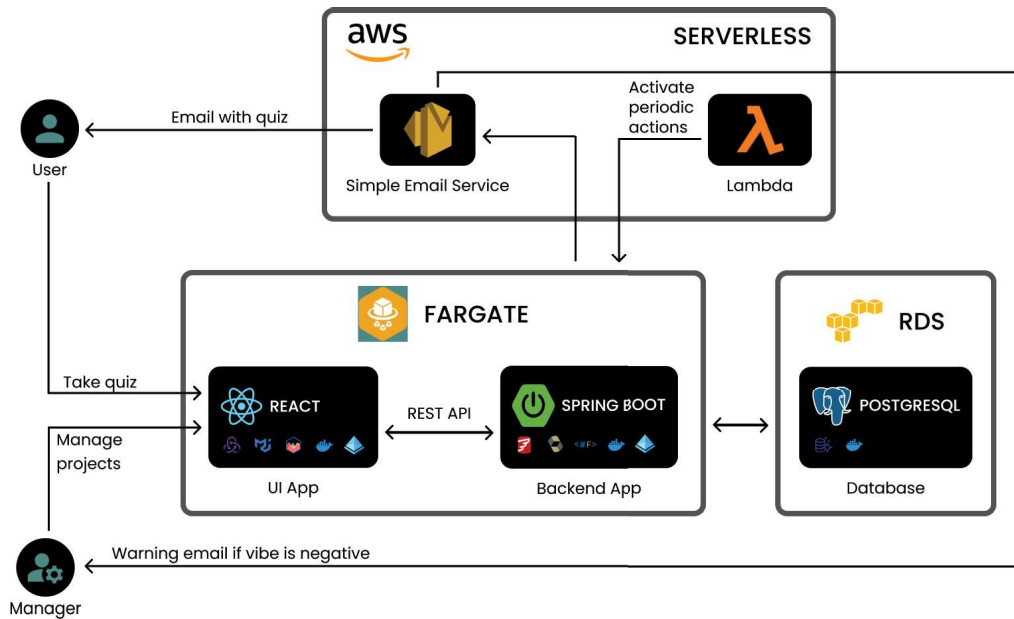 aws
SERVERLESS
Activate
periodic
actions
Email with quiz
User
Simple Email Service
Lambda
FARGATE
RDS
Take quiz
REACT
REST API
SPRING BOOT
POSTGRESQL
<#F>
Manage
projects
UI App
Backend App
Database
Warning email if vibe is negative
Manager